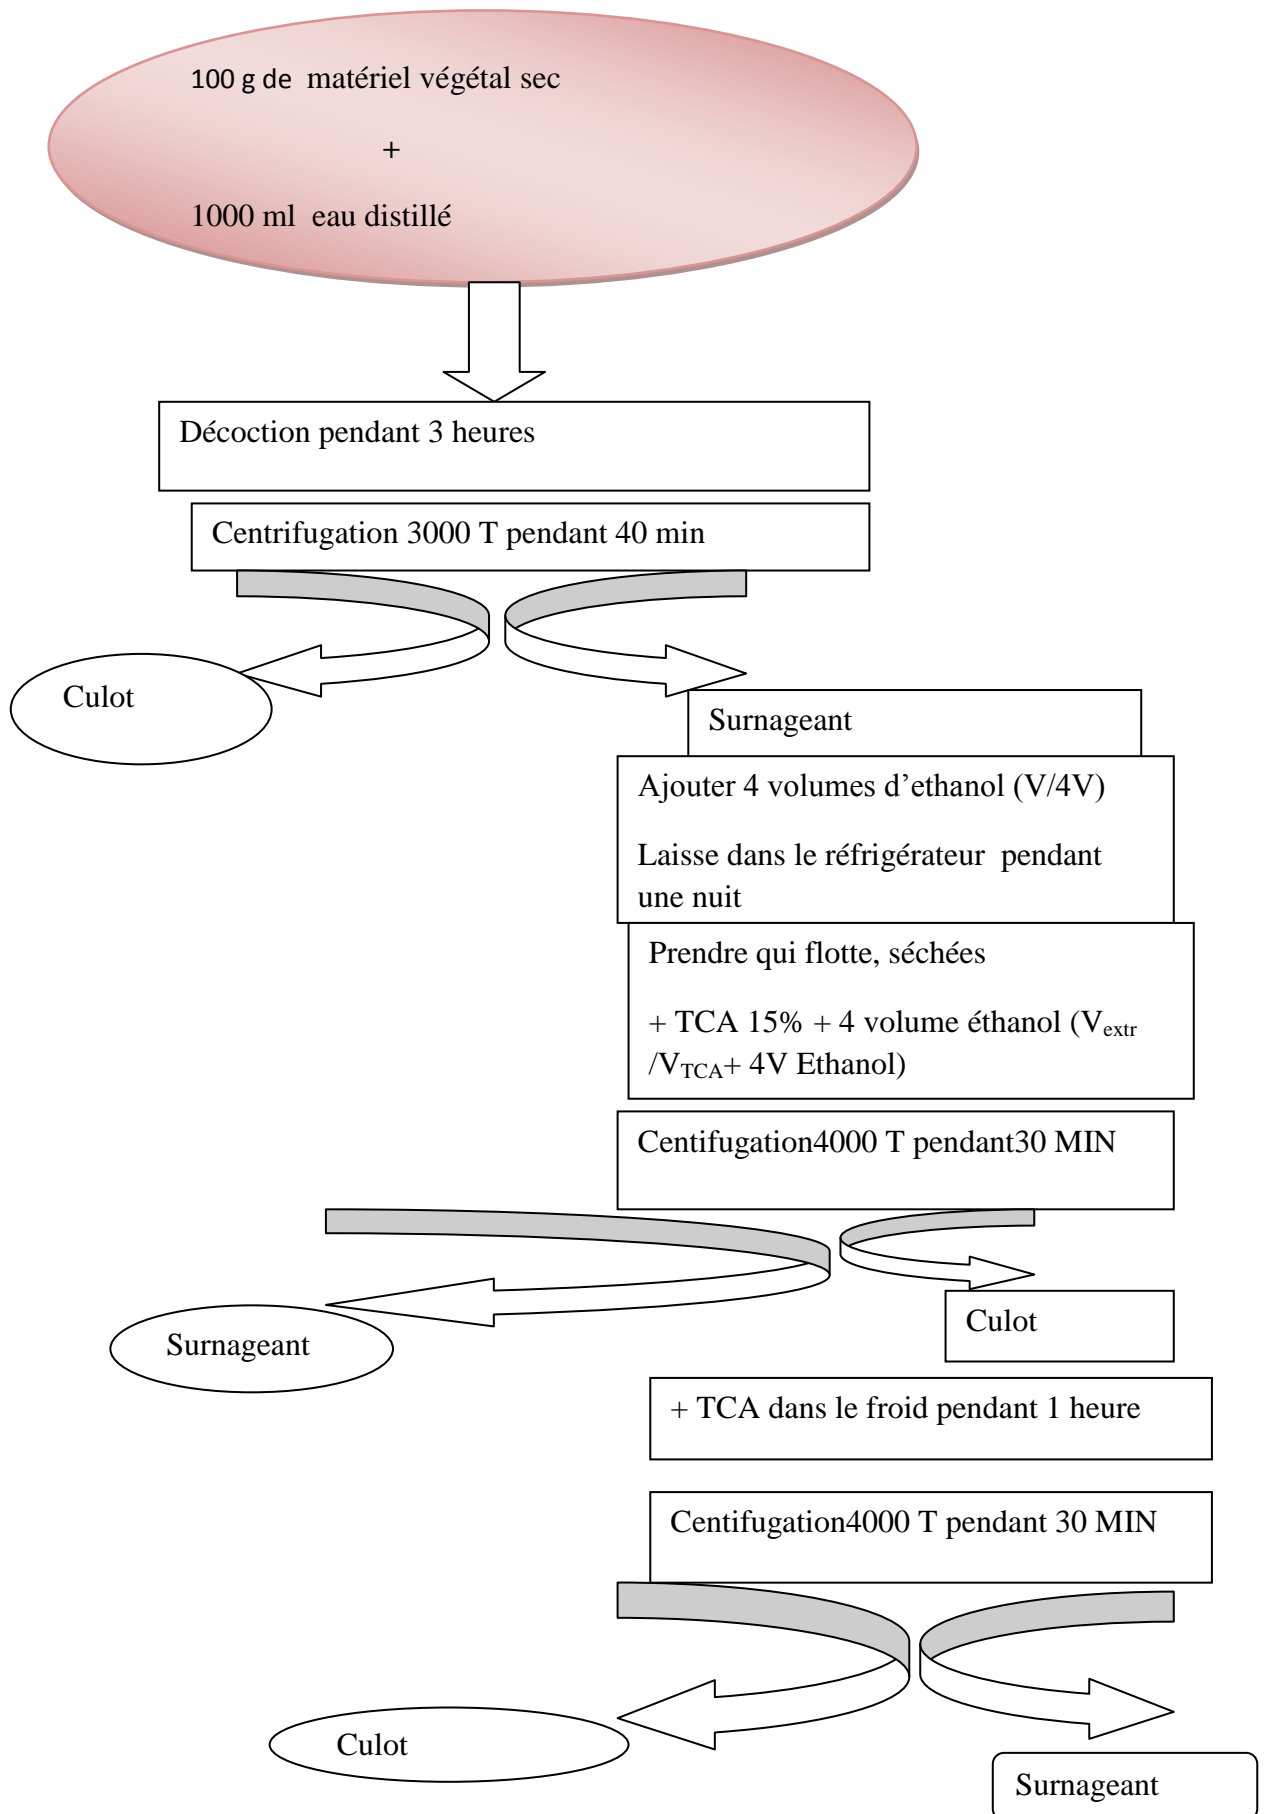 100 g de matériel végétal sec
+
1000 ml eau distillé
Décoction pendant 3 heures
Centrifugation 3000 T pendant 40 min
Culot
Surnageant
Ajouter 4 volumes d’ethanol (V/4V)
Laisse dans le réfrigérateur pendant
une nuit
Prendre qui flotte, séchées
+ TCA 15% + 4 volume éthanol (Vextr
/VTCA+ 4V Ethanol)
Centifugation4000 T pendant30 MIN
Surnageant
Culot
+ TCA dans le froid pendant 1 heure
Centifugation4000 T pendant 30 MIN
Culot
Surnageant